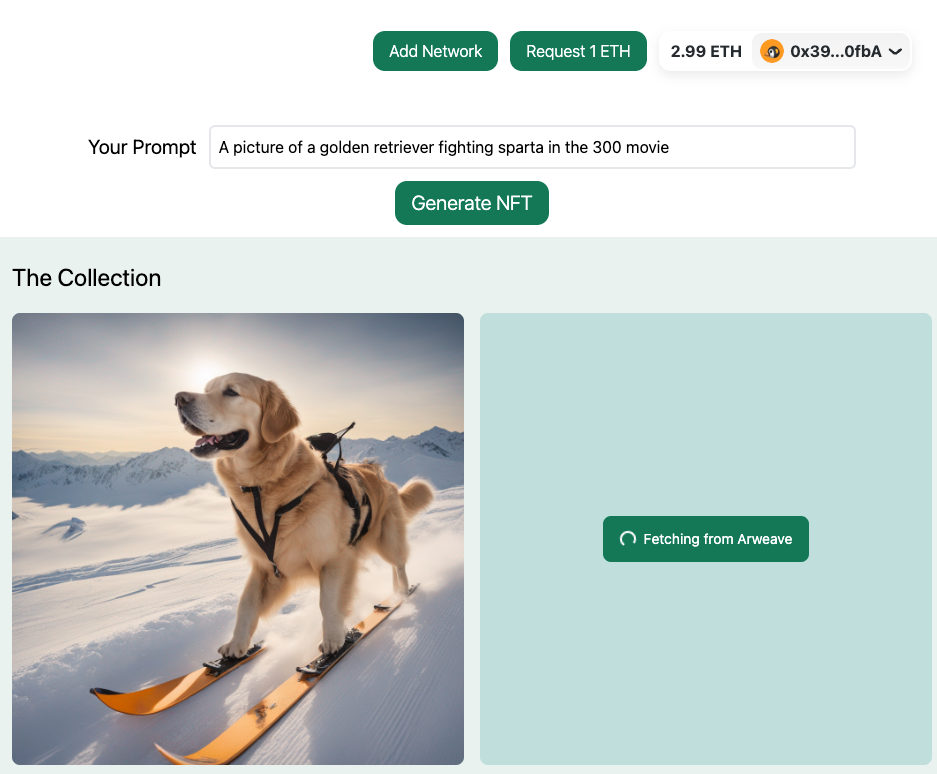 Add Network
Request 1 ETH
2.99 ETH
0x39...0fbA
Your Prompt
A picture of a golden retriever fighting sparta in the 300 movie
Generate NFT
The Collection
Fetching from Arweave